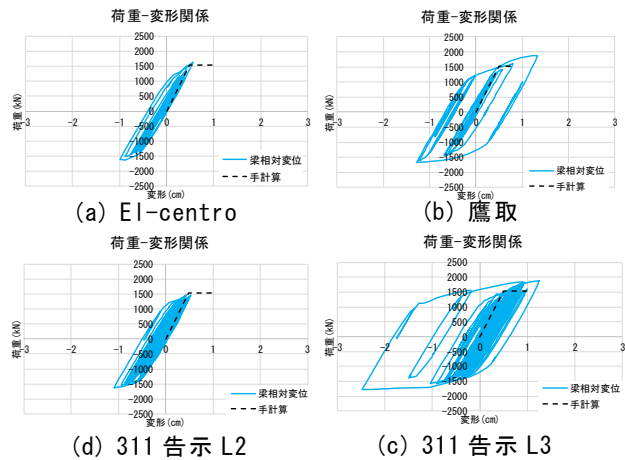 荷重-変形関係
2500
2000
1500
1000
500
0
-500
-1000
-1500
-2000
-2500
-3 -2 -1 0 1 2 3
荷重(kN)
変形(cm)
梁相対変位
手計算
(a) El-centro
荷重-変形関係
2500
2000
1500
1000
500
0
-500
-1000
-1500
-2000
-2500
-3 -2 -1 0 1 2 3
荷重(kN)
変形(cm)
梁相対変位
手計算
(b) 鷹取
荷重-変形関係
2500
2000
1500
1000
500
0
-500
-1000
-1500
-2000
-2500
-3 -2 -1 0 1 2 3
荷重(kN)
変形(cm)
梁相対変位
手計算
(d) 311 告示 L2
荷重-変形関係
2500
2000
1500
1000
500
0
-500
-1000
-1500
-2000
-2500
-3 -2 -1 0 1 2 3
荷重(kN)
変形(cm)
梁相対変位
手計算
(c) 311 告示 L3